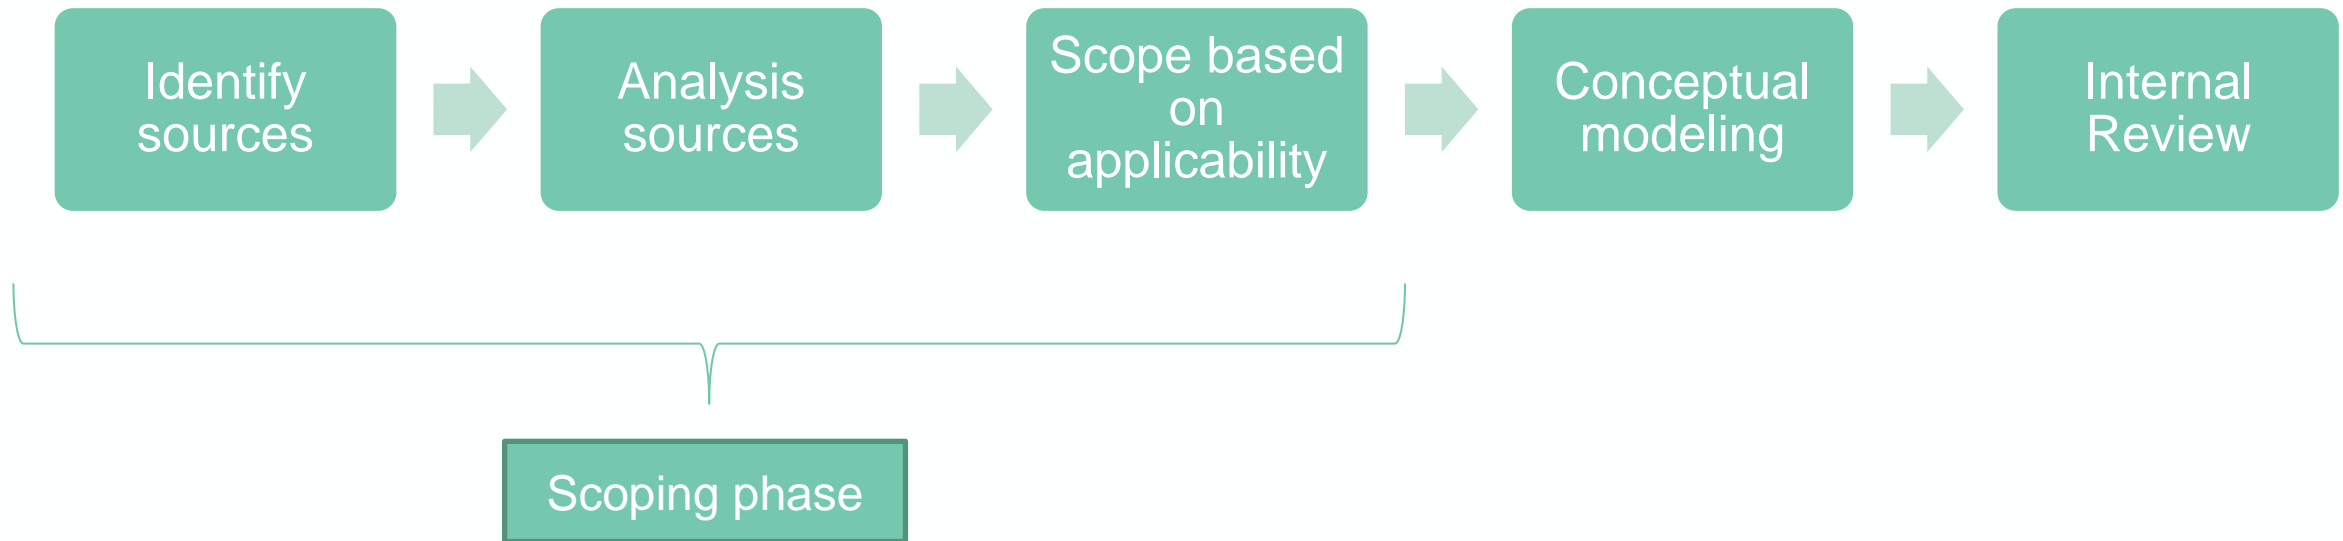 Identify
sources
Analysis
sources
Scope based
on
applicability
Conceptual
modeling
Internal
Review
Scoping phase